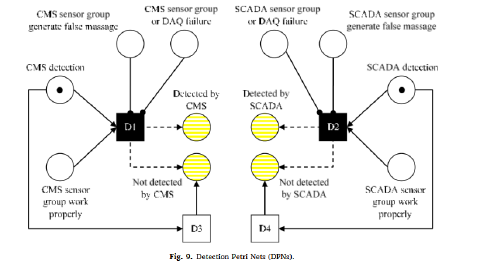 CMS sensor group
generate false massage
CMS sensor group
or DAQ failure
SCADA sensor group
or DAQ failure
SCADA sensor group
generate false massage
CMS detection
Detected by
CMS
Detected by
SCADA
SCADA detection
D1
D2
CMS sensor
group work
properly
Not detected
by CMS
Not detected
by SCADA
SCADA sensor
group work
properly
D3
D4
Fig. 9. Detection Petri Nets (DPNs).